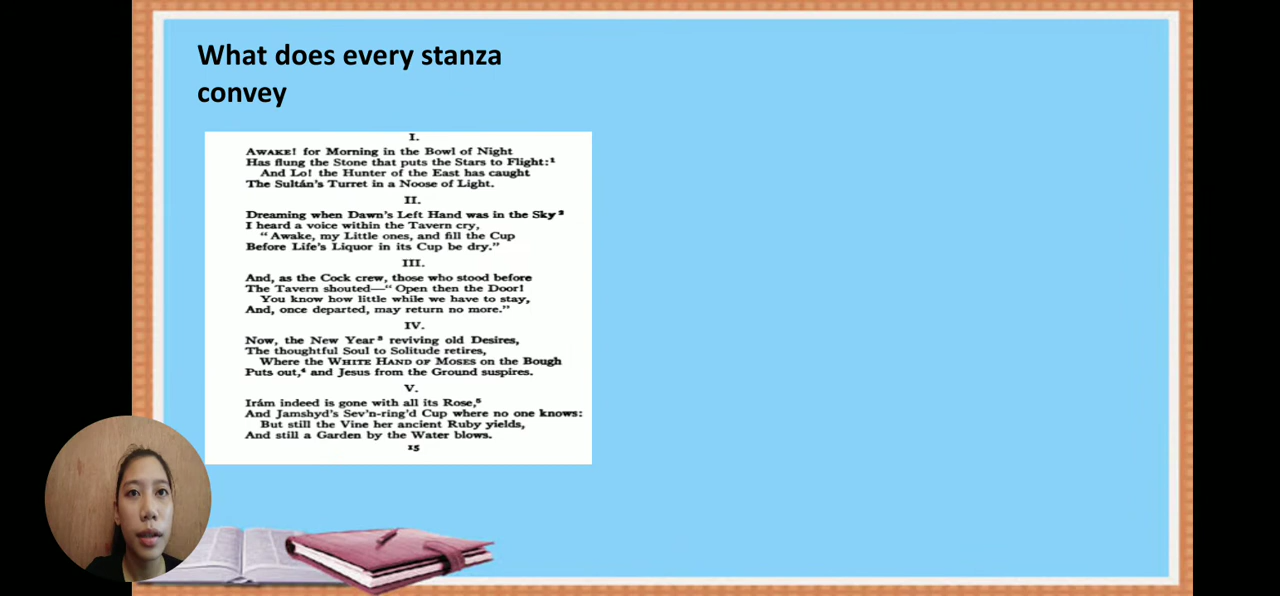 What does every stanza
convey
I.
AWAKE! for Morning in the Bowl of Night
Has flung the Stone that puts the Stars to Flight:¹
And Lo! the Hunter of the East has caught
The Sultán's Turret in a Noose of Light.
II.
Dreaming when Dawn's Left Hand was in the Sky²
I heard a voice within the Tavern cry,
"Awake, my Little ones, and fill the Cup
Before Life's Liquor in its Cup be dry."
III.
And, as the Cock crew, those who stood before
The Tavern shouted—"Open then the Door!
You know how little while we have to stay,
And, once departed, may return no more."
IV.
Now, the New Year³ reviving old Desires,
The thoughtful Soul to Solitude retires,
Where the WHITE HAND OF MOSES on the Bough
Puts out,⁴ and Jesus from the Ground suspires.
V.
Irám indeed is gone with all its Rose,⁵
And Jamshyd's Sev'n-ring'd Cup where no one knows:
But still the Vine her ancient Ruby yields,
And still a Garden by the Water blows.
15